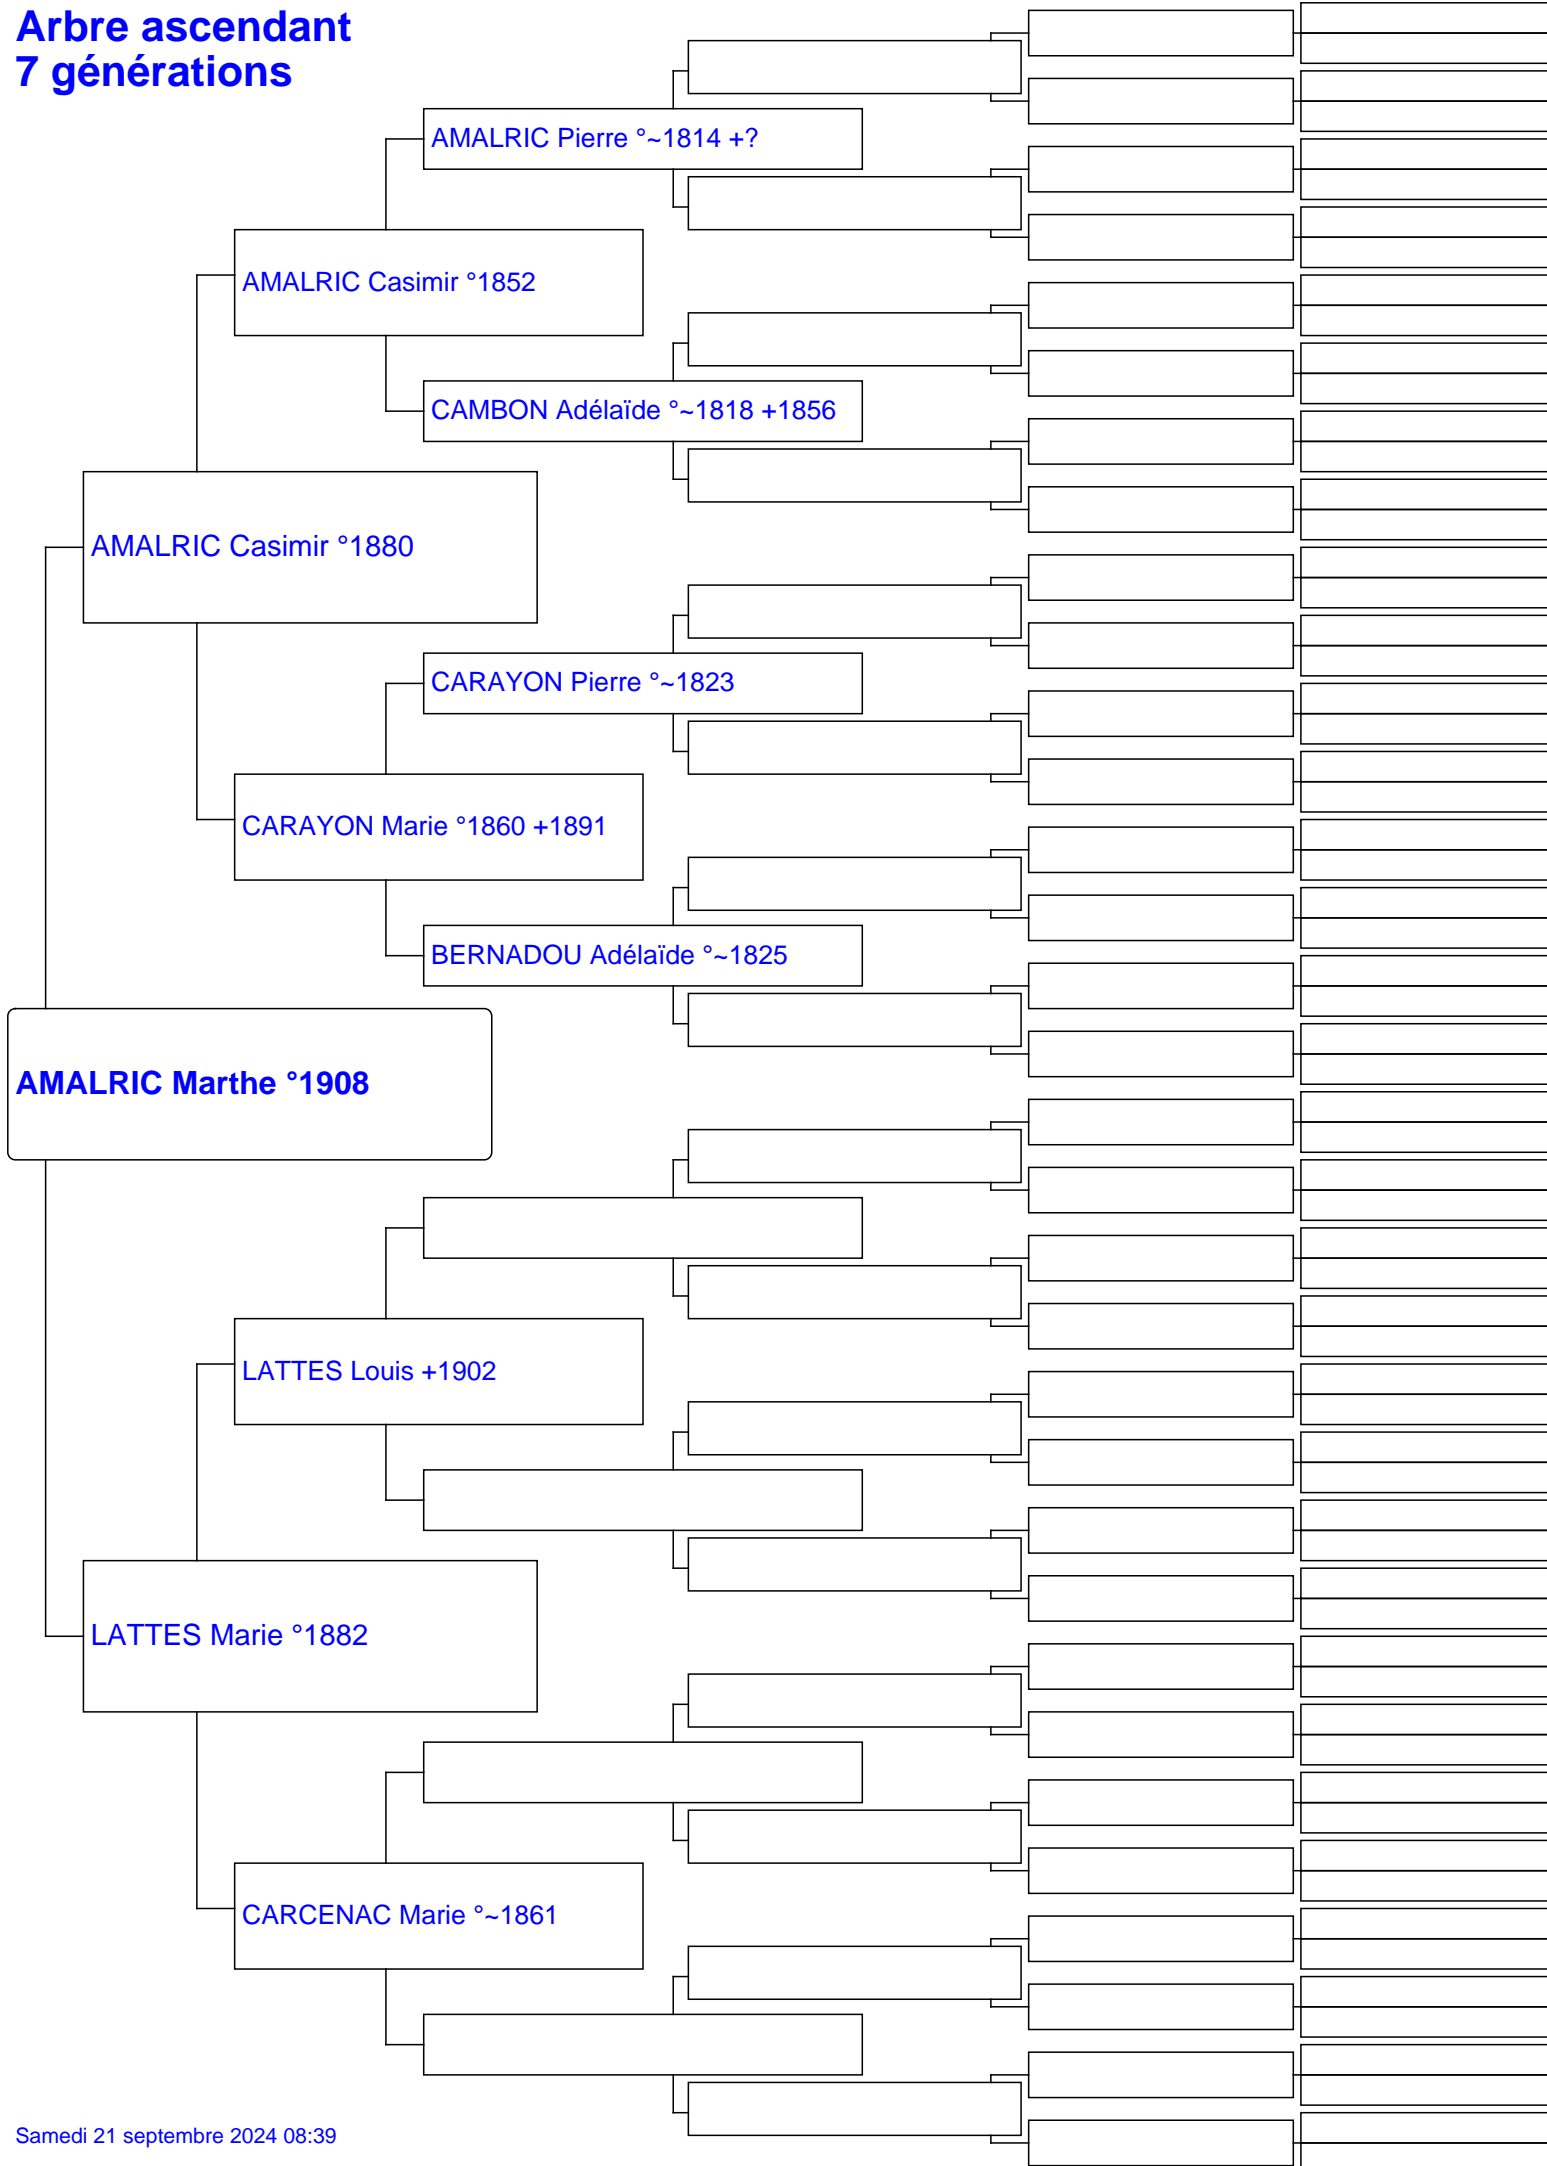 Arbre ascendant
7 générations
AMALRIC Pierre °~1814 +?
AMALRIC Casimir °1852
CAMBON Adélaïde °~1818 +1856
AMALRIC Casimir °1880
CARAYON Pierre °~1823
CARAYON Marie °1860 +1891
BERNADOU Adélaïde °~1825
AMALRIC Marthe °1908
LATTES Louis +1902
LATTES Marie °1882
CARCENAC Marie °~1861
Samedi 21 septembre 2024 08:39